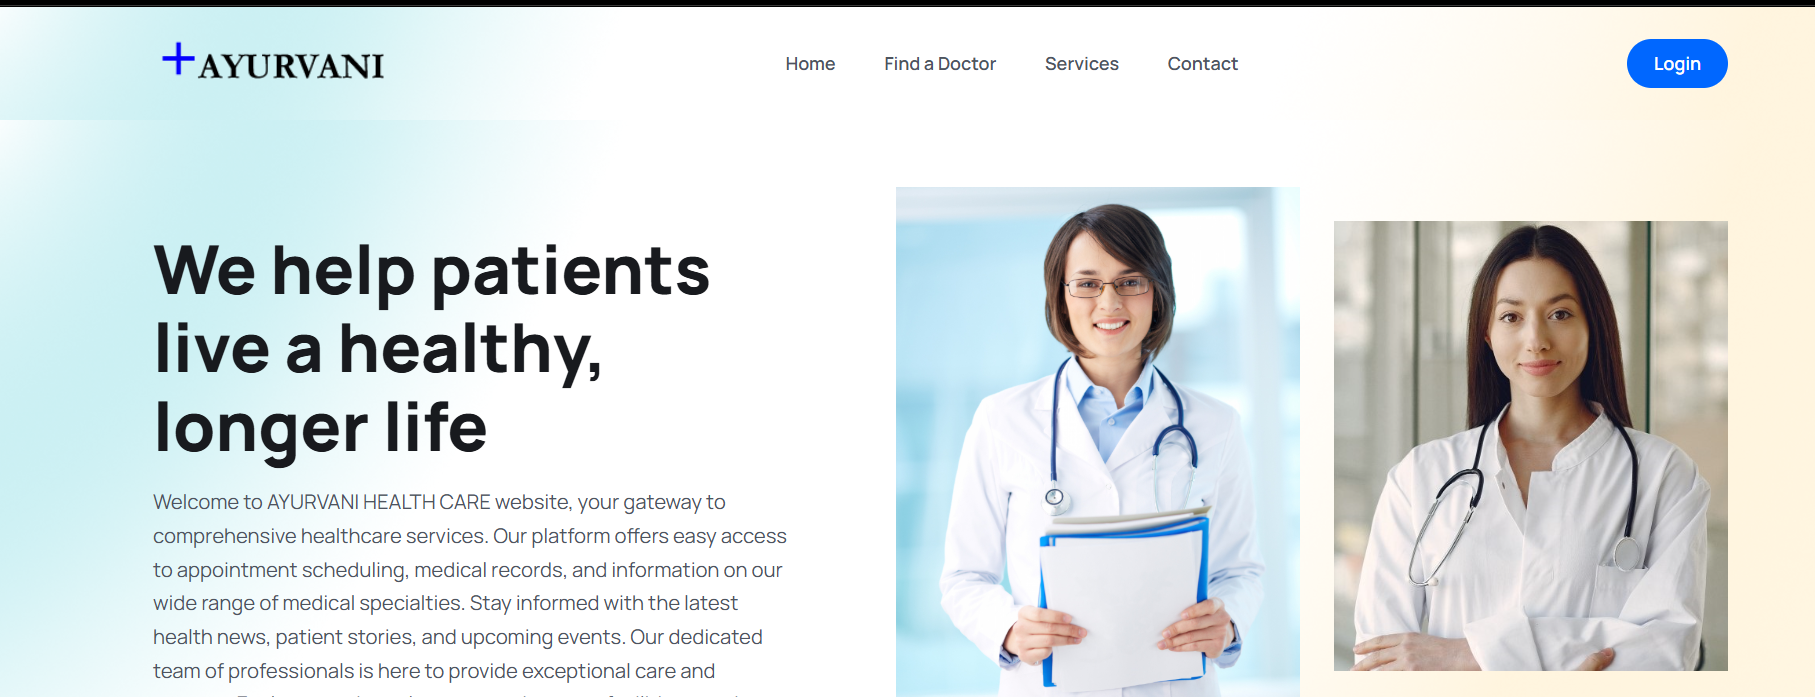 AYURVANI
Home
Find a Doctor
Services
Contact
Login
We help patients
live a healthy,
longer life
Welcome to AYURVANI HEALTH CARE website, your gateway to
comprehensive healthcare services. Our platform offers easy access
to appointment scheduling, medical records, and information on our
wide range of medical specialties. Stay informed with the latest
health news, patient stories, and upcoming events. Our dedicated
team of professionals is here to provide exceptional care and